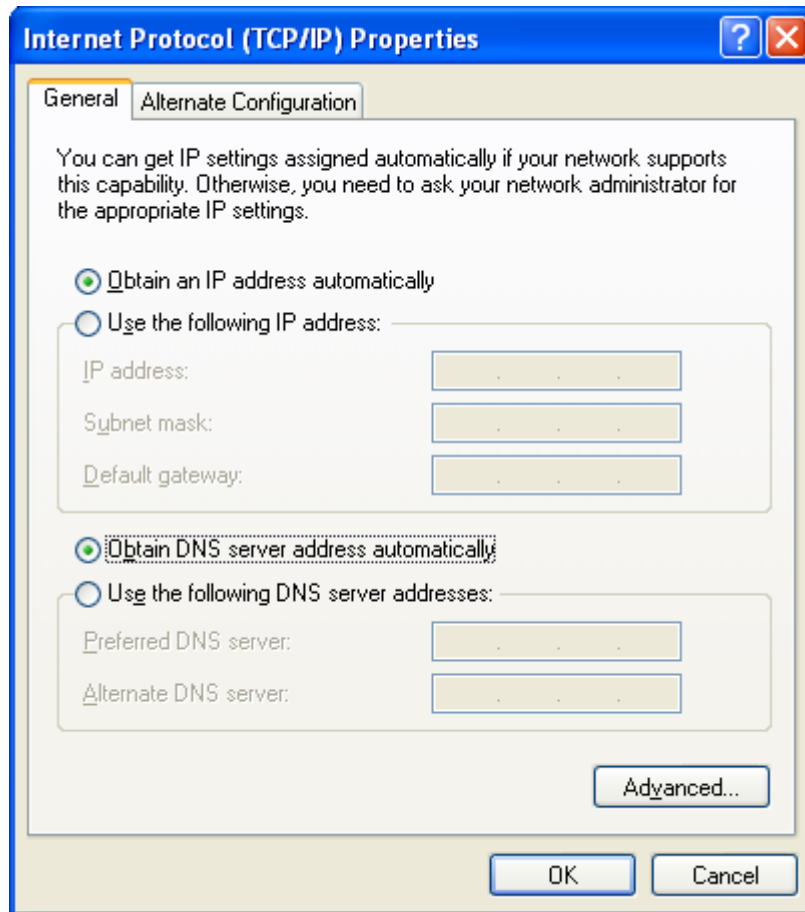 Internet Protocol (TCP/IP) Properties
General
Alternate Configuration
You can get IP settings assigned automatically if your network supports
this capability. Otherwise, you need to ask your network administrator for
the appropriate IP settings.
Obtain an IP address automatically
Use the following IP address:
IP address:
Subnet mask:
Default gateway:
Obtain DNS server address automatically
Use the following DNS server addresses:
Preferred DNS server:
Alternate DNS server:
Advanced...
OK
Cancel